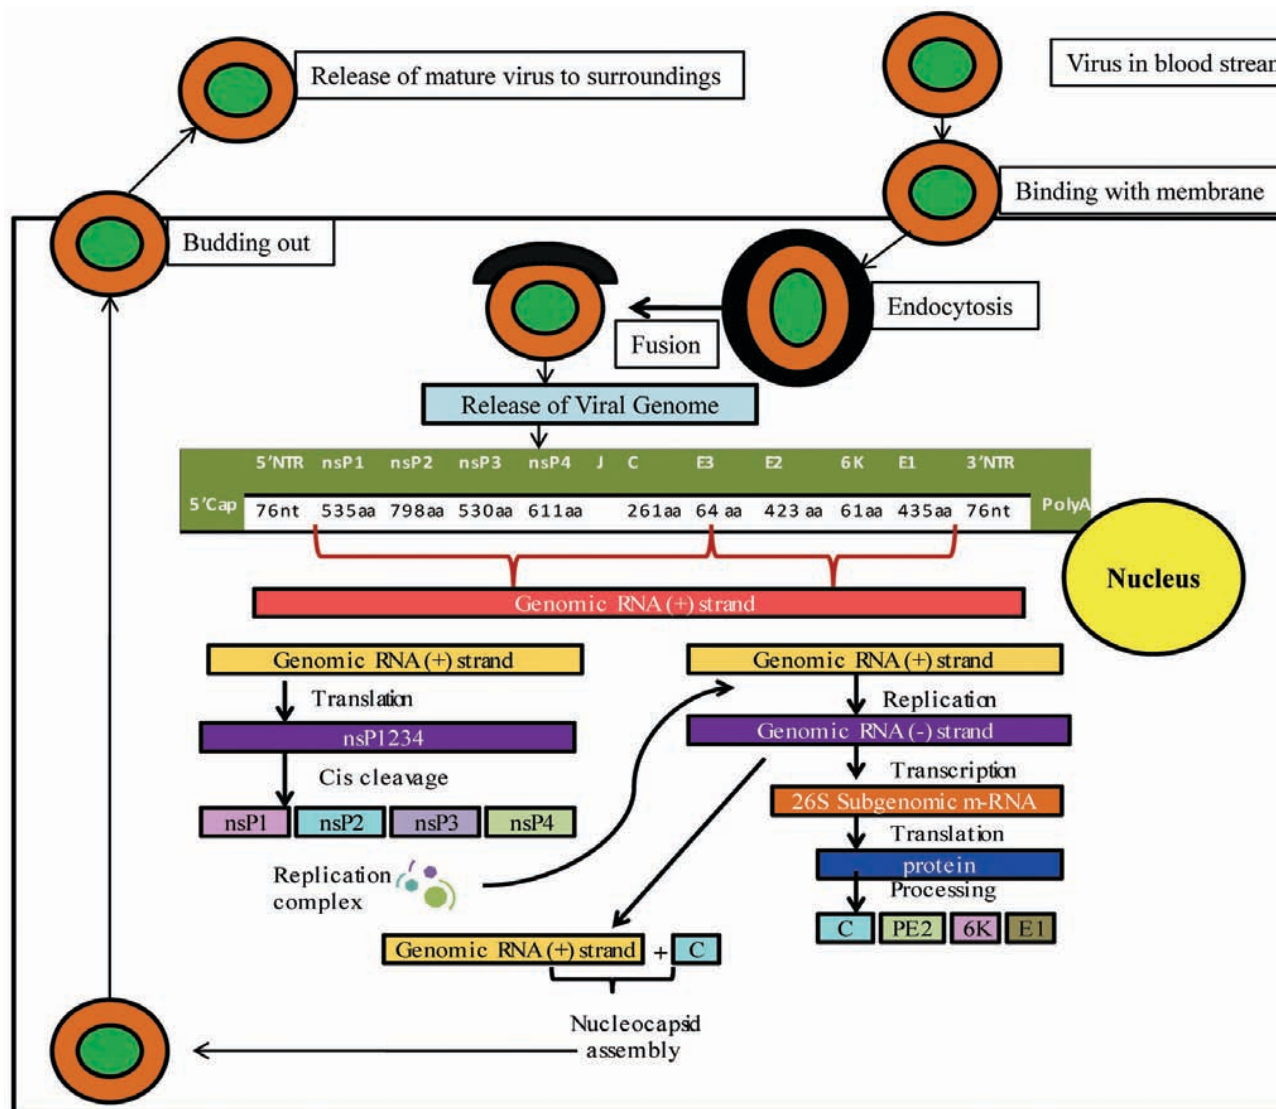 Release of mature virus to surroundings
Virus in blood stream
Binding with membrane
Budding out
Endocytosis
Fusion
Release of Viral Genome
5'NTR nsP1 nsP2 nsP3 nsP4 J C E3 E2 6K E1 3'NTR
5'Cap PolyA
76nt 535aa 798aa 530aa 611aa 261aa 64 aa 423 aa 61aa 435aa 76nt
Nucleus
Genomic RNA (+) strand
Genomic RNA (+) strand
Translation
nsP1234
Cis cleavage
nsP1 nsP2 nsP3 nsP4
Replication
complex
Genomic RNA (+) strand
Replication
Genomic RNA (-) strand
Transcription
26S Subgenomic m-RNA
Translation
protein
Processing
C PE2 6K E1
Genomic RNA (+) strand + C
Nucleocapsid
assembly